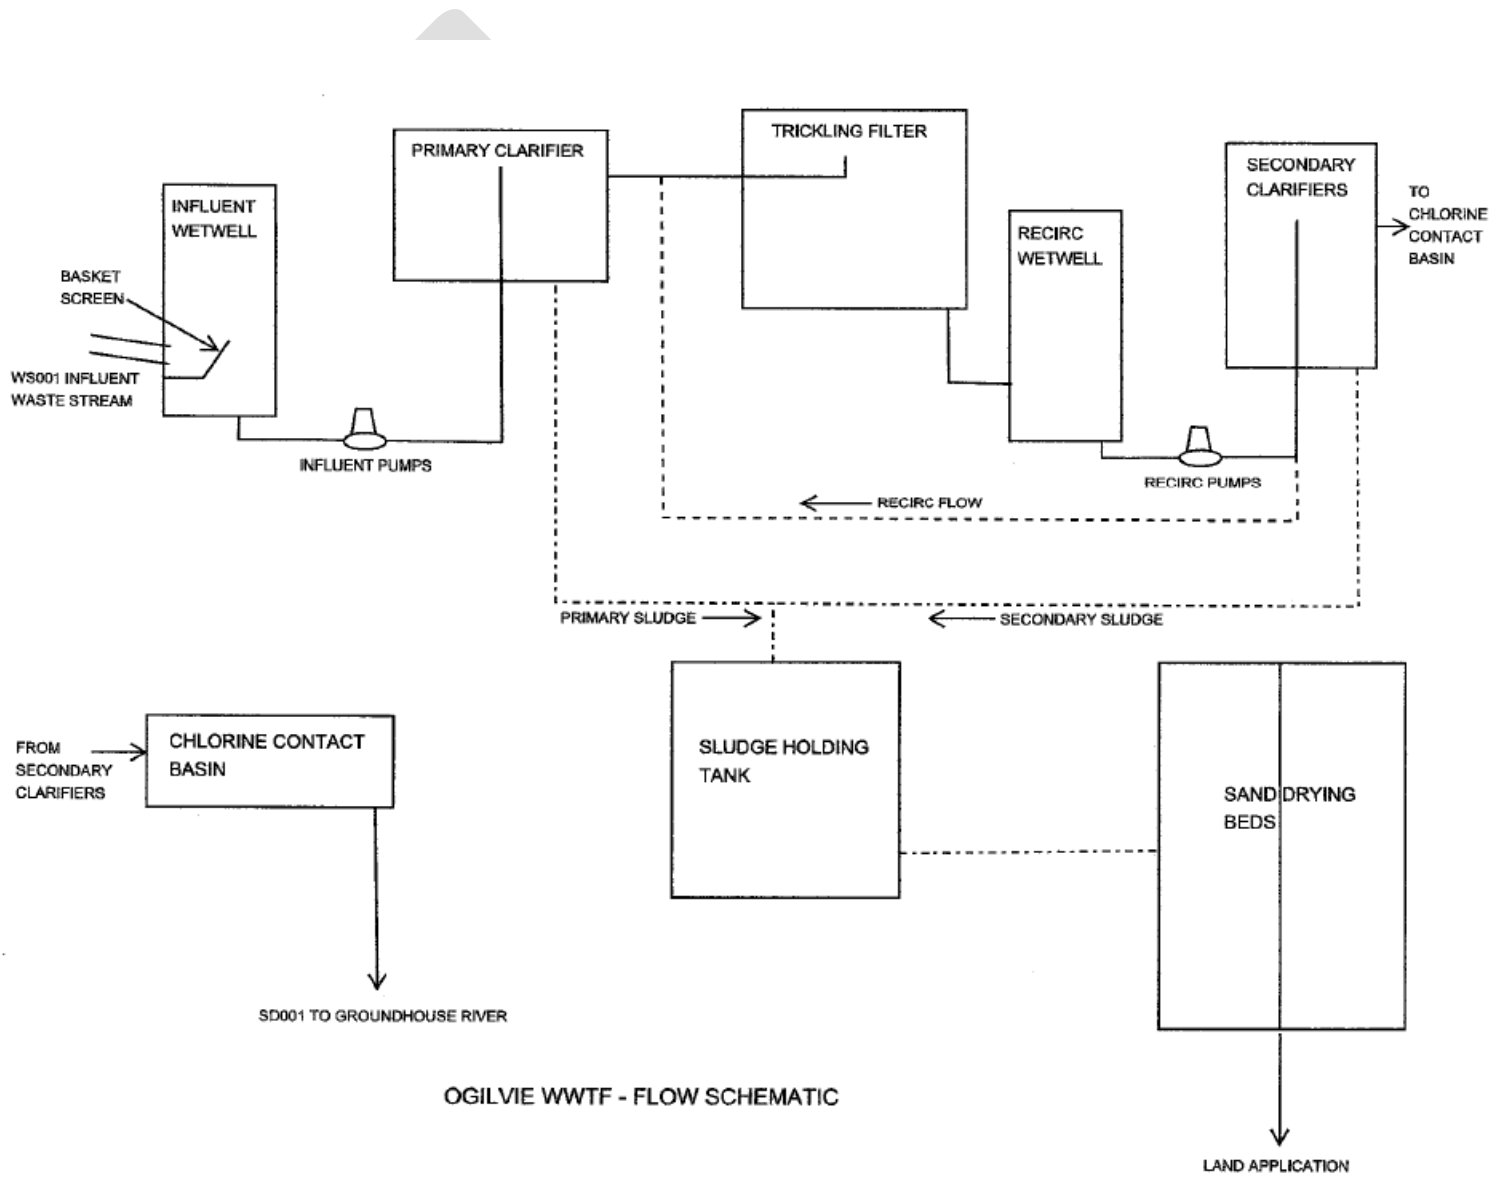 PRIMARY CLARIFIER
TRICKLING FILTER
SECONDARY
CLARIFIERS
TO
CHLORINE
CONTACT
BASIN
INFLUENT
WETWELL
RECIRC
WETWELL
BASKET
SCREEN
WS001 INFLUENT
WASTE STREAM
INFLUENT PUMPS
RECIRC PUMPS
RECIRC FLOW
PRIMARY SLUDGE
SECONDARY SLUDGE
FROM
SECONDARY
CLARIFIERS
CHLORINE CONTACT
BASIN
SLUDGE HOLDING
TANK
SAND DRYING
BEDS
SD001 TO GROUNDHOUSE RIVER
OGILVIE WWTF - FLOW SCHEMATIC
LAND APPLICATION